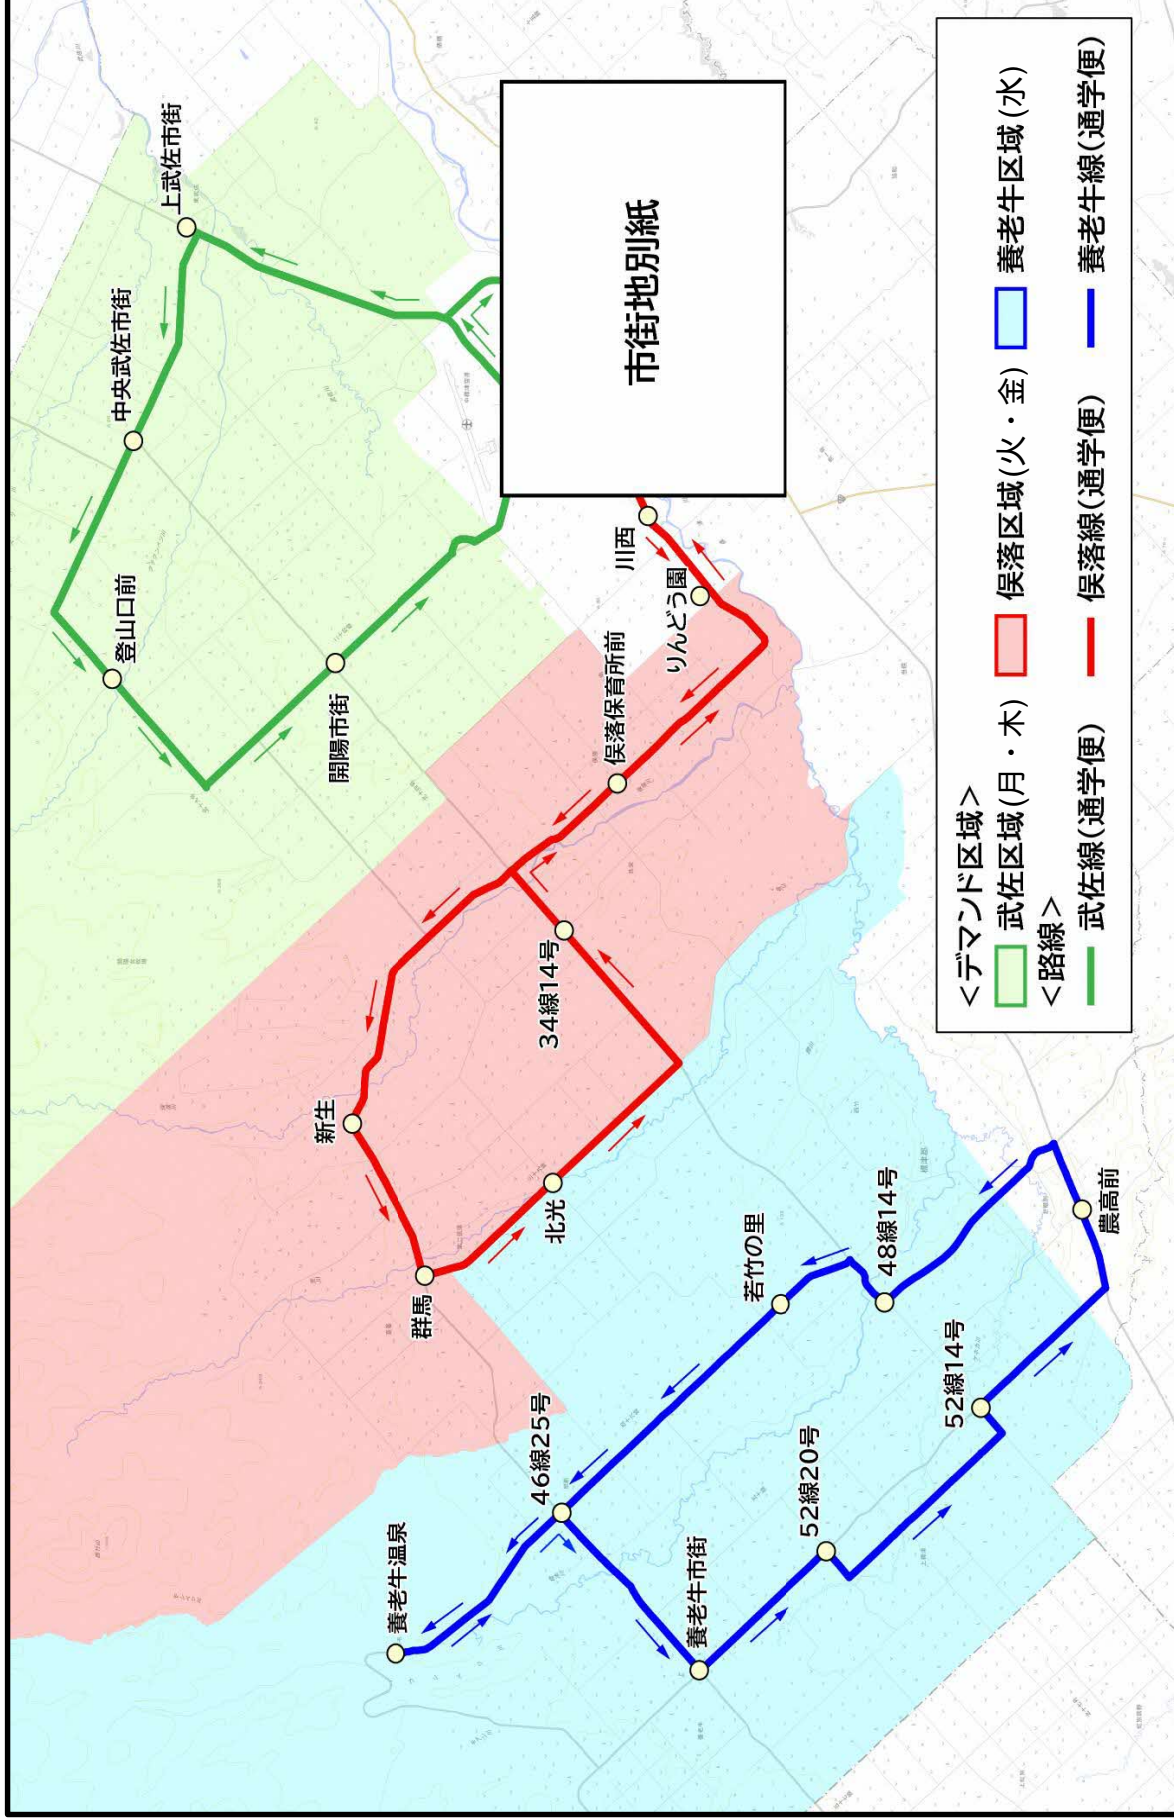 上武佐市街
中央武佐市街
登山口前
開陽市街
市街地別紙
川西
りんどう園
俣落保育所前
34線14号
新生
北光
群馬
若竹の里
48線14号
農高前
46線25号
52線14号
52線20号
養老牛温泉
養老牛市街
＜デマンド区域＞
武佐区域(月・木) 俣落区域(火・金) 養老牛区域(水)
＜路線＞
武佐線(通学便) 俣落線(通学便) 養老牛線(通学便)